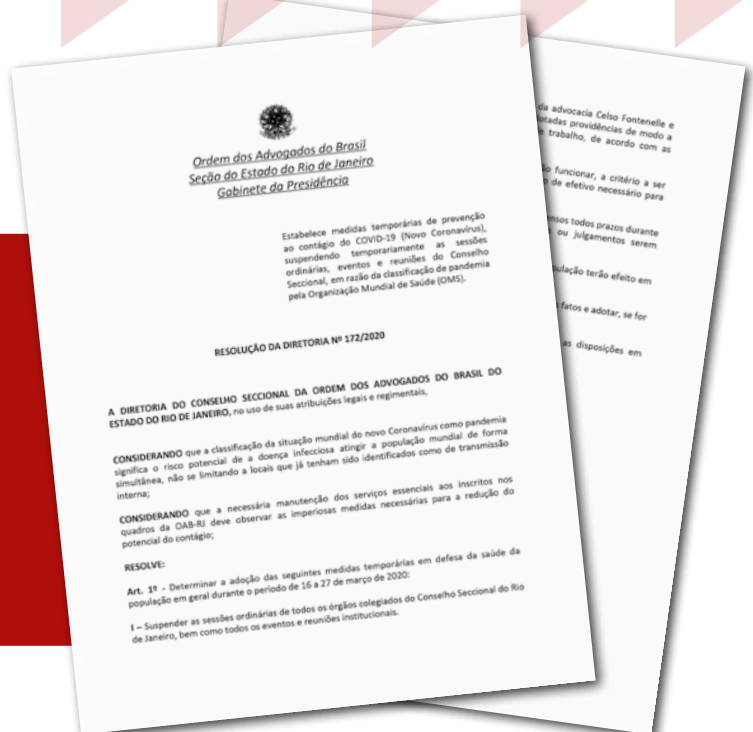 Ordem dos Advogados do Brasil
Seção do Estado do Rio de Janeiro
Gabinete da Presidência
Estabelece medidas temporárias de prevenção
ao contágio do COVID-19 (Novo Coronavírus),
suspendendo temporariamente as sessões
ordinárias, eventos e reuniões do Conselho
Seccional, em razão da classificação de pandemia
pela Organização Mundial de Saúde (OMS).
RESOLUÇÃO DA DIRETORIA Nº 172/2020
A DIRETORIA DO CONSELHO SECCIONAL DA ORDEM DOS ADVOGADOS DO BRASIL DO
ESTADO DO RIO DE JANEIRO, no uso de suas atribuições legais e regimentais,
CONSIDERANDO que a classificação da situação mundial do novo Coronavírus como pandemia
significa o risco potencial de a doença infecciosa atingir a população mundial de forma
simultânea, não se limitando a locais que já tenham sido identificados como de transmissão
interna;
CONSIDERANDO que a necessária manutenção dos serviços essenciais aos inscritos nos
quadros da OAB-RJ deve observar as imperiosas medidas necessárias para a redução do
potencial do contágio;
RESOLVE:
Art. 1º - Determinar a adoção das seguintes medidas temporárias em defesa da saúde da
população em geral durante o período de 16 a 27 de março de 2020:
I – Suspender as sessões ordinárias de todos os órgãos colegiados do Conselho Seccional do Rio
de Janeiro, bem como todos os eventos e reuniões institucionais.
da advocacia Celso Fontenelle e
providências de modo a
e trabalho, de acordo com as
funcionar, a critério a ser
de efetivo necessário para
todos prazos durante
ou julgamentos serem
terão efeito em
fatos e adotar, se for
as disposições em